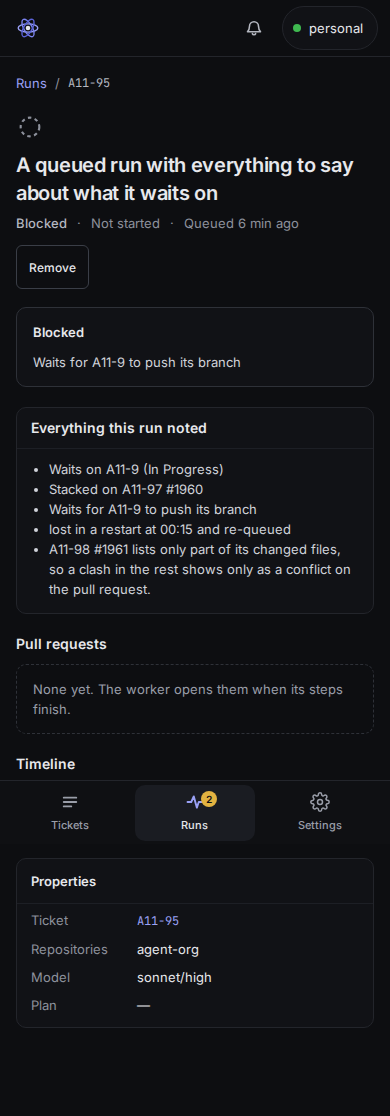 personal
Runs / A11-95
A queued run with everything to say
about what it waits on
Blocked · Not started · Queued 6 min ago
Remove
Blocked
Waits for A11-9 to push its branch
Everything this run noted
• Waits on A11-9 (In Progress)
• Stacked on A11-97 #1960
• Waits for A11-9 to push its branch
• lost in a restart at 00:15 and re-queued
• A11-98 #1961 lists only part of its changed files,
so a clash in the rest shows only as a conflict on
the pull request.
Pull requests
None yet. The worker opens them when its steps
finish.
Timeline
2
Tickets Runs Settings
Properties
Ticket A11-95
Repositories agent-org
Model sonnet/high
Plan —